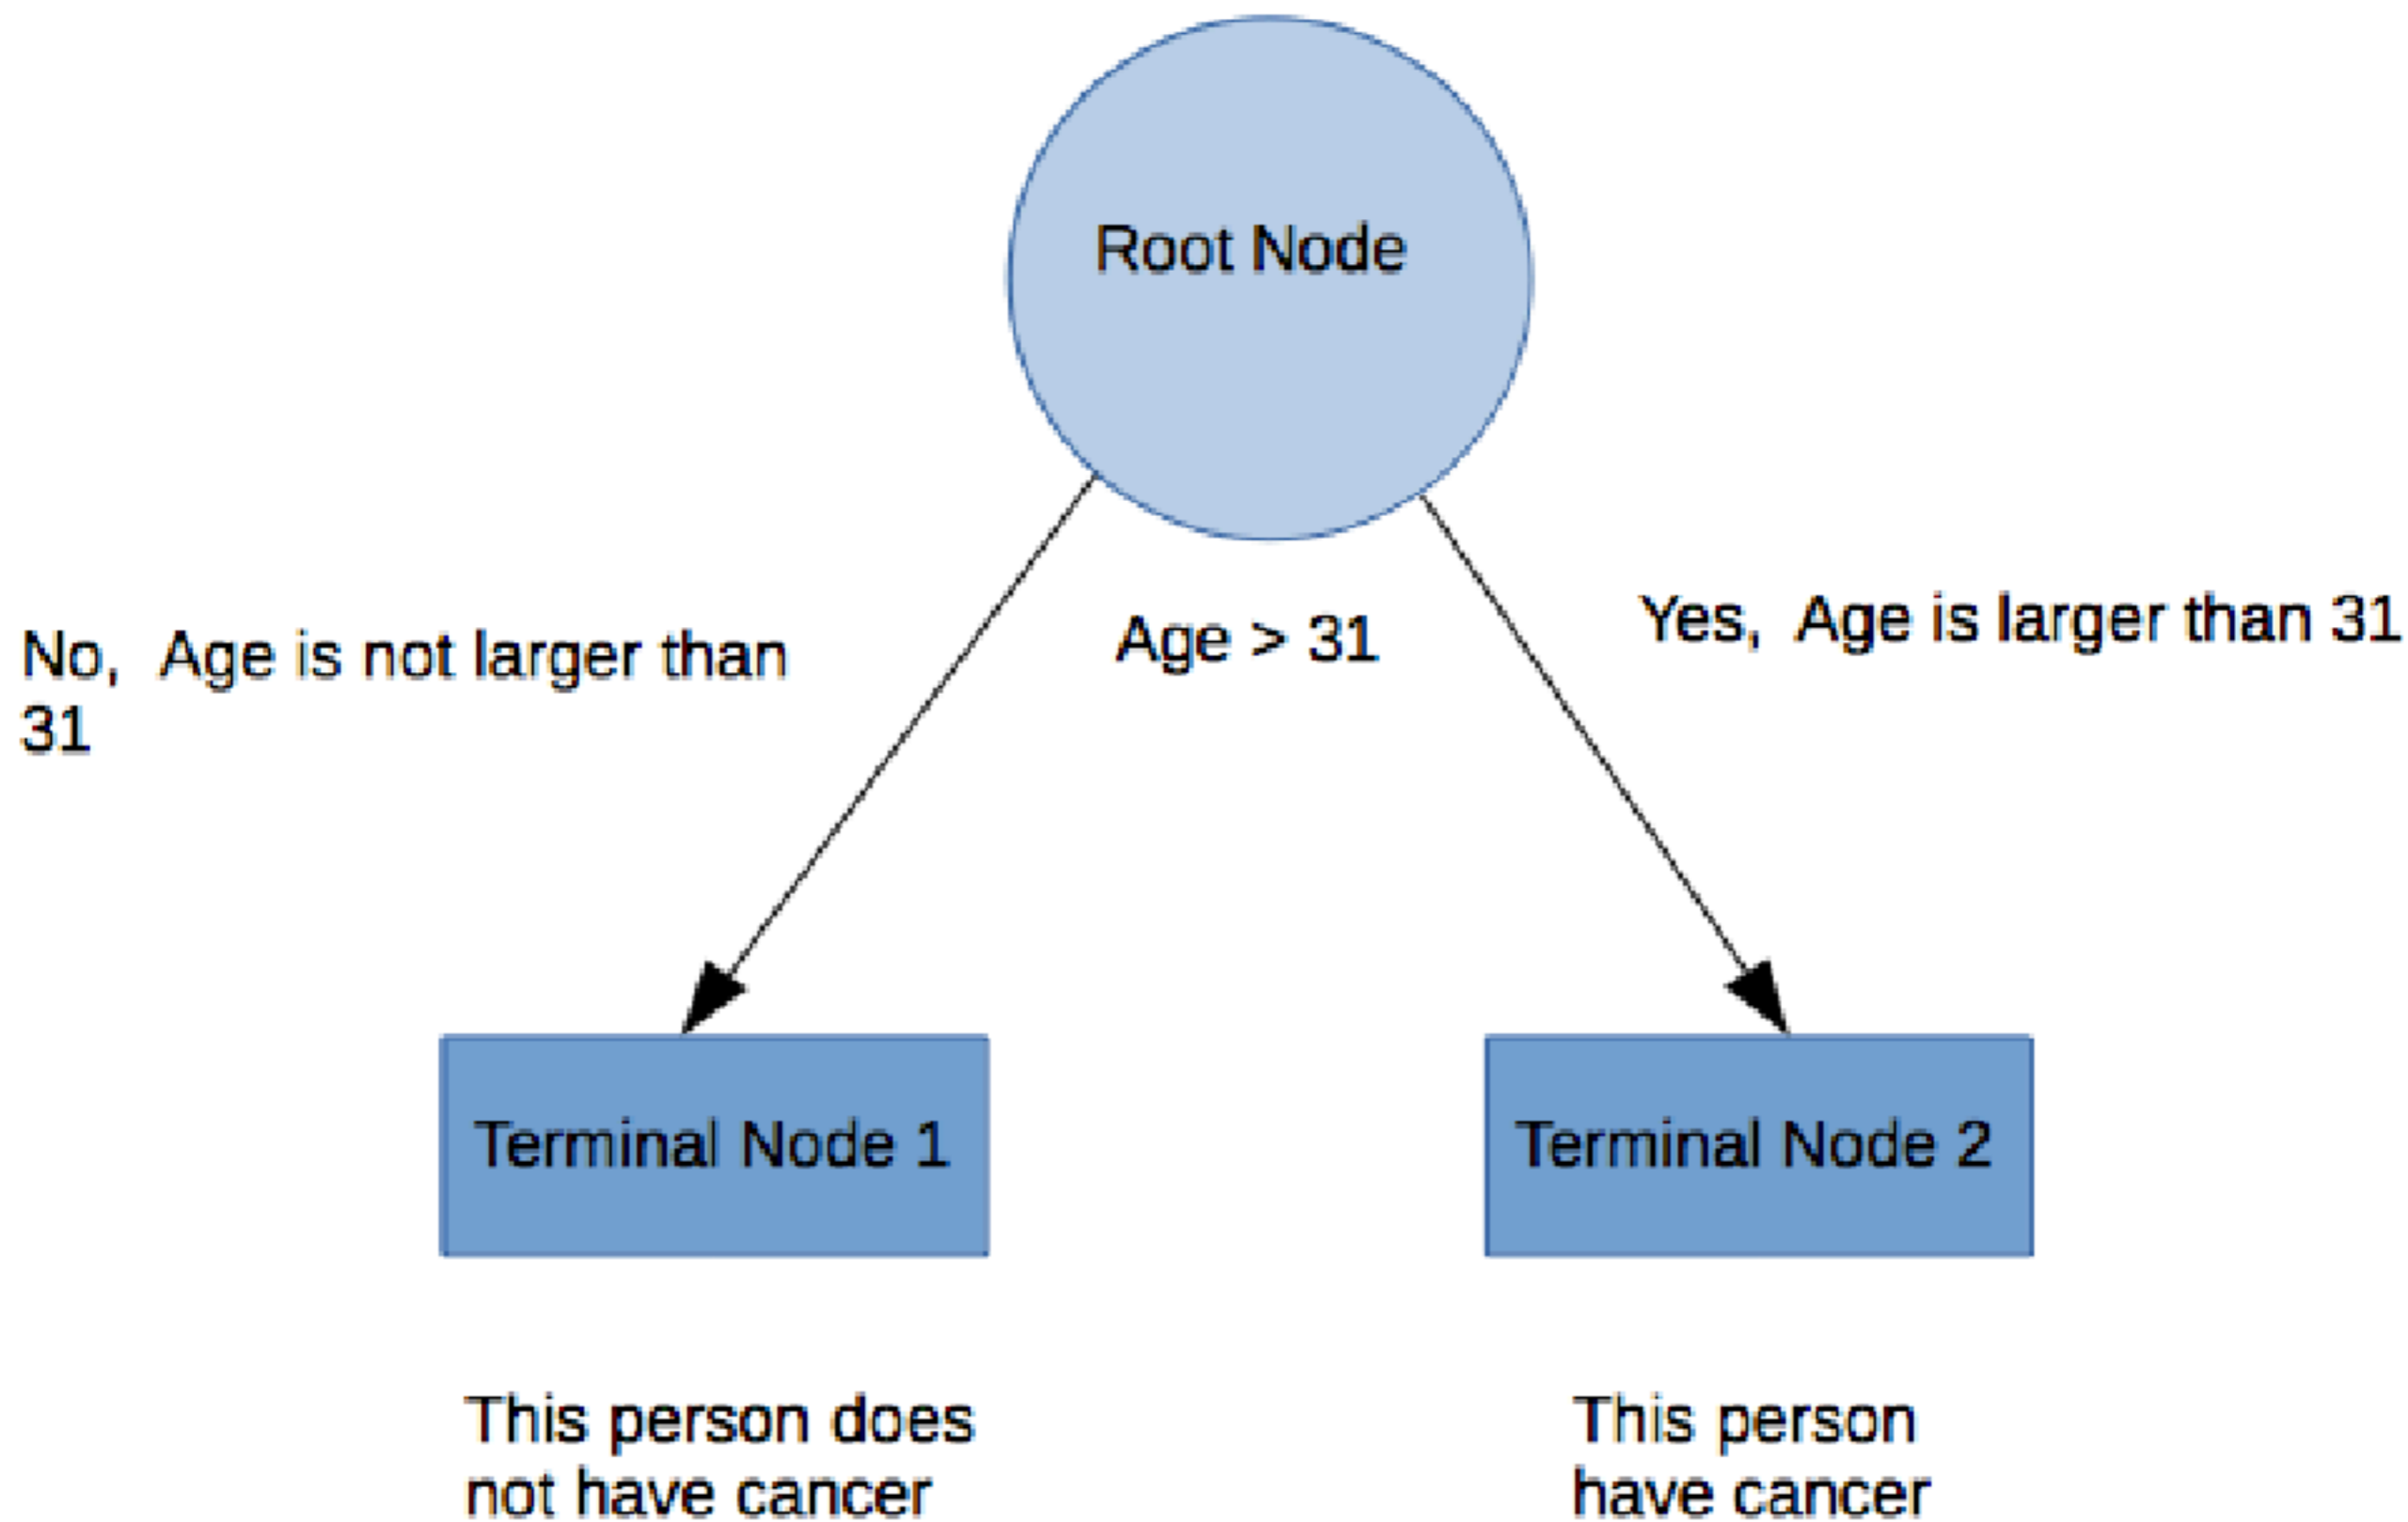 Root Node
Age > 31
No,  Age is not larger than
31
Yes,  Age is larger than 31
Terminal Node 1
Terminal Node 2
This person does
not have cancer
This person
have cancer